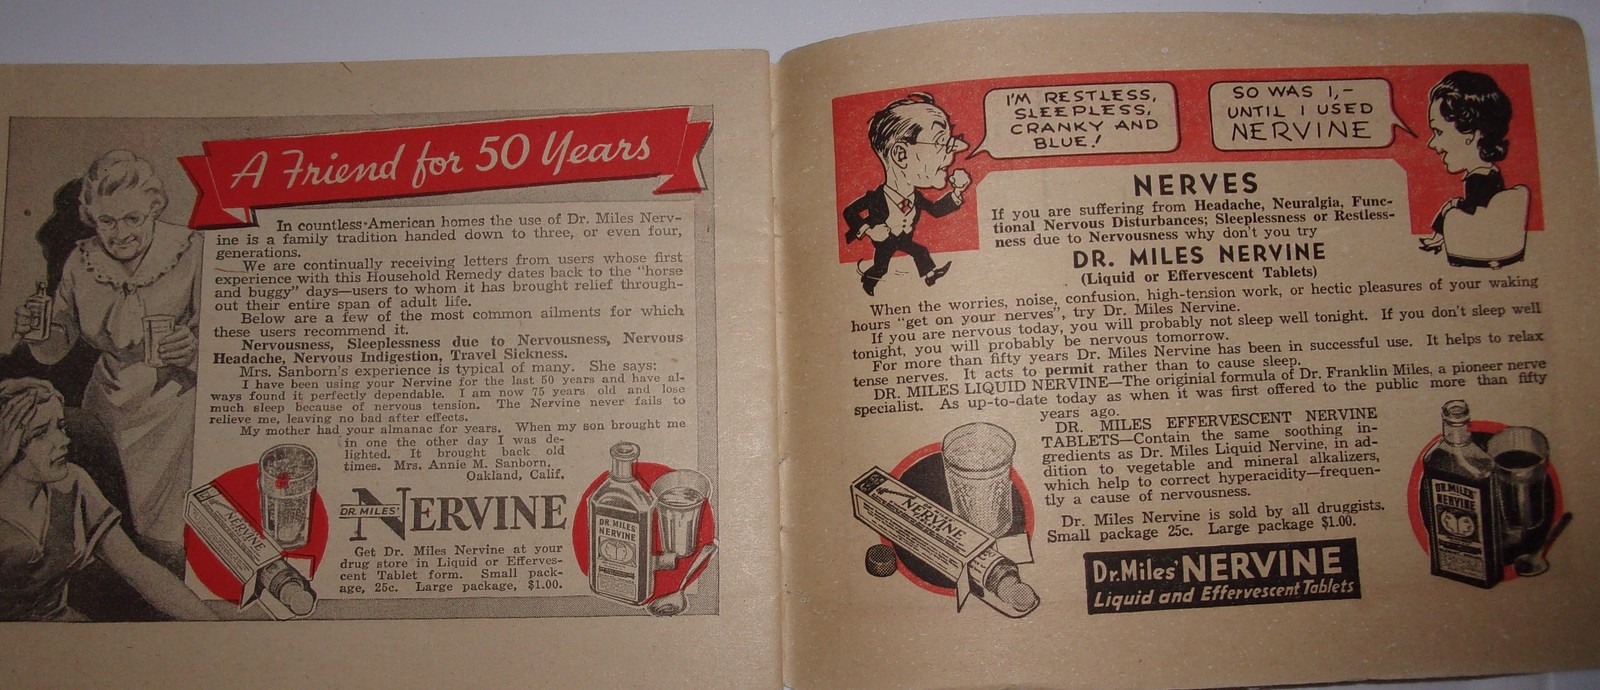 A Friend for 50 Years
In countless American homes the use of Dr. Miles Nerv-
ine is a family tradition handed down to three, or even four,
generations.
We are continually receiving letters from users whose first
experience with this Household Remedy dates back to the "horse
and buggy" days—users to whom it has brought relief through-
out their entire span of adult life.
Below are a few of the most common ailments for which
these users recommend it.
Nervousness, Sleeplessness due to Nervousness, Nervous
Headache, Nervous Indigestion, Travel Sickness.
Mrs. Sanborn's experience is typical of many. She says:
I have been using your Nervine for the last 50 years and have al-
ways found it perfectly dependable. I am now 75 years old and lose
much sleep because of nervous tension. The Nervine never fails to
relieve me, leaving no bad after effects.
My mother had your almanac for years. When my son brought me
in one the other day I was de-
lighted. It brought back old
times. Mrs. Annie M. Sanborn,
Oakland, Calif.
DR. MILES' NERVINE
Get Dr. Miles Nervine at your
drug store in Liquid or Efferves-
cent Tablet form. Small pack-
age, 25c. Large package, $1.00.
NERVINE
DR. MILES'
NERVINE
I'M RESTLESS,
SLEEPLESS,
CRANKY AND
BLUE!
SO WAS I,-
UNTIL I USED
NERVINE
NERVES
If you are suffering from Headache, Neuralgia, Func-
tional Nervous Disturbances; Sleeplessness or Restless-
ness due to Nervousness why don't you try
DR. MILES NERVINE
(Liquid or Effervescent Tablets)
When the worries, noise, confusion, high-tension work, or hectic pleasures of your waking
hours "get on your nerves", try Dr. Miles Nervine.
If you are nervous today, you will probably not sleep well tonight. If you don't sleep well
tonight, you will probably be nervous tomorrow.
For more than fifty years Dr. Miles Nervine has been in successful use. It helps to relax
tense nerves. It acts to permit rather than to cause sleep.
DR. MILES LIQUID NERVINE—The originial formula of Dr. Franklin Miles, a pioneer nerve
specialist. As up-to-date today as when it was first offered to the public more than fifty
years ago.
DR. MILES EFFERVESCENT NERVINE
TABLETS—Contain the same soothing in-
gredients as Dr. Miles Liquid Nervine, in ad-
dition to vegetable and mineral alkalizers,
which help to correct hyperacidity—frequen-
tly a cause of nervousness.
Dr. Miles Nervine is sold by all druggists.
Small package 25c. Large package $1.00.
Dr. Miles' NERVINE
Liquid and Effervescent Tablets
NERVINE
DR. MILES'
NERVINE